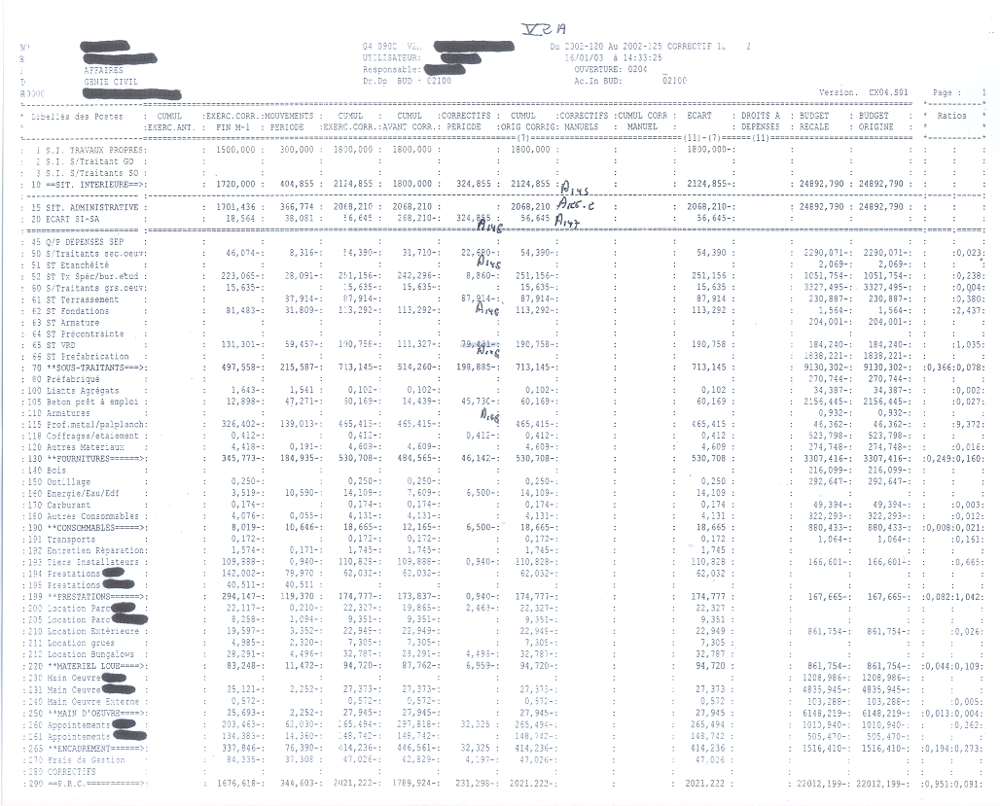 V2A
G4 0902 Du 2002-120 Au 2002-125 CORRECTIF
UTILISATEUR: 16/01/03 à 14:33:25
AFFAIRES Responsable: OUVERTURE: 0204
GENIE CIVIL Dr.Dp BUD - 02100 Ac.In BUD: 02100
Version. CX04.S01 Page : 1
* Libellés des Postes : CUMUL :EXERC.CORR.:MOUVEMENTS : CUMUL : CUMUL :CORRECTIFS : CUMUL :CORRECTIFS :CUMUL CORR : ECART : DROITS A : BUDGET : BUDGET : * Ratios *
:EXERC.ANT. : FIN M-1 : PERIODE :EXERC.CORR.:AVANT CORR.: PERIODE :ORIG CORRIG: MANUELS : MANUEL : : DEPENSES : RECALE : ORIGINE :
(7) (11)-(7) (11)
: 1 S.I. TRAVAUX PROPRES: : 1500,000 : 300,000 : 1800,000 : 1800,000 : : 1800,000 : : : 1800,000-:
: 2 S.I. S/Traitant GO :
: 3 S.I. S/Traitants SO :
: 10 ==SIT. INTERIEURE==>: : 1720,000 : 404,855 : 2124,855 : 1800,000 : 324,855 : 2124,855 : A145 : : 2124,855-: : 24892,790 : 24892,790 :
: 15 SIT. ADMINISTRATIVE : : 1701,436 : 366,774 : 2068,210 : 2068,210 : : 2068,210 : : : 2068,210-: : 24892,790 : 24892,790 :
: 20 ECART SI-SA : : 18,564 : 38,081 : 56,645 : 268,210- : 324,855 : 56,645 : A147 : : 56,645-:
A148
: 45 Q/P DEPENSES SEP :
: 50 S/Traitants sec.oeuv: : 46,074-: 8,316-: 54,390-: 31,710-: 22,680-: 54,390-: : : 54,390 : : 2290,071-: 2290,071-: :0,023:
A148
: 51 ST Etanchéité : 2,069-: 2,069-:
: 52 ST Tx Spéc/bur.etud : : 223,065-: 28,091-: 251,156-: 242,296-: 8,860-: 251,156-: : : 251,156 : : 1051,754-: 1051,754-: :0,238:
: 60 S/Traitants grs.oeuv: : 15,635-: : 15,635-: 15,635-: : 15,635-: : : 15,635 : : 3327,495-: 3327,495-: :0,004:
: 61 ST Terrassement : : : 87,914-: 87,914-: : 87,914-: 87,914-: : : 87,914 : : 230,887-: 230,887-: :0,380:
: 62 ST Fondations : : 81,483-: 31,809-: 113,292-: 113,292-: A148 : 113,292-: : : 113,292 : : 1,564-: 1,564-: :2,437:
: 63 ST Armature : 204,001-: 204,001-:
: 64 ST Précontrainte :
: 65 ST VRD : : 131,301-: 59,457-: 190,758-: 111,327-: 79,431-: 190,758-: : : 190,758 : : 184,240-: 184,240-: :1,035:
A148
: 66 ST Prefabrication : 1838,221-: 1838,221-:
: 70 **SOUS-TRAITANTS===>: : 497,558-: 215,587-: 713,145-: 514,260-: 198,885-: 713,145-: : : 713,145 : : 9130,302-: 9130,302-: :0,366:0,078:
: 80 Préfabriqué : 270,744-: 270,744-:
: 100 Liants Agrégats : : 1,643-: 1,541 : 0,102-: 0,102-: : 0,102-: : : 0,102 : : 34,387-: 34,387-: :0,002:
: 105 Beton prêt à emploi : : 12,898-: 47,271-: 60,169-: 14,439-: 45,730-: 60,169-: : : 60,169 : : 2156,445-: 2156,445-: :0,027:
: 110 Armatures : A148 0,932-: 0,932-:
: 115 Prof.metal/palplanch: : 326,402-: 139,013-: 465,415-: 465,415-: : 465,415-: : : 465,415 : : 46,362-: 46,362-: :9,372:
: 118 Coffrages/etaiement : : 0,412-: : 0,412-: : 0,412-: 0,412-: : : 0,412 : : 523,798-: 523,798-:
: 120 Autres Materiaux : : 4,418-: 0,191-: 4,609-: 4,609-: : 4,609-: : : 4,609 : : 274,748-: 274,748-: :0,016:
: 130 **FOURNITURES======>: : 345,773-: 184,935-: 530,708-: 484,565-: 46,142-: 530,708-: : : 530,708 : : 3307,416-: 3307,416-: :0,249:0,160:
: 140 Bois : 216,099-: 216,099-:
: 150 Outillage : : 0,250-: : 0,250-: 0,250-: : 0,250-: : : 0,250 : : 292,647-: 292,647-:
: 160 Energie/Eau/Edf : : 3,519-: 10,590-: 14,109-: 7,609-: 6,500-: 14,109-: : : 14,109 :
: 170 Carburant : : 0,174-: : 0,174-: 0,174-: : 0,174-: : : 0,174 : : 49,394-: 49,394-: :0,003:
: 180 Autres Consommables : : 4,076-: 0,055-: 4,131-: 4,131-: : 4,131-: : : 4,131 : : 322,293-: 322,293-: :0,012:
: 190 **CONSOMMABLES=====>: : 8,019-: 10,646-: 18,665-: 12,165-: 6,500-: 18,665-: : : 18,665 : : 880,433-: 880,433-: :0,008:0,021:
: 191 Transports : : 0,172-: : 0,172-: 0,172-: : 0,172-: : : 0,172 : : 1,064-: 1,064-: :0,161:
: 192 Entretien Réparation: : 1,574-: 0,171-: 1,745-: 1,745-: : 1,745-: : : 1,745 :
: 193 Tiers Installateurs : : 109,888-: 0,940-: 110,828-: 109,888-: 0,940-: 110,828-: : : 110,828 : : 166,601-: 166,601-: :0,665:
: 194 Prestations : : 142,002-: 79,970 : 62,032-: 62,032-: : 62,032-: : : 62,032 :
: 195 Prestations : : 40,511-: 40,511 :
: 199 **PRESTATIONS======>: : 294,147-: 119,370 : 174,777-: 173,837-: 0,940-: 174,777-: : : 174,777 : : 167,665-: 167,665-: :0,082:1,042:
: 200 Location Parc : : 22,117-: 0,210-: 22,327-: 19,865-: 2,463-: 22,327-: : : 22,327 :
: 205 Location Parc : : 8,258-: 1,094-: 9,351-: 9,351-: : 9,351-: : : 9,351 :
: 210 Location Extérieure : : 19,597-: 3,352-: 22,949-: 22,949-: : 22,949-: : : 22,949 : : 861,754-: 861,754-: :0,026:
: 211 Location grues : : 4,985-: 2,320-: 7,305-: 7,305-: : 7,305-: : : 7,305 :
: 212 Location Bungalows : : 28,291-: 4,496-: 32,787-: 28,291-: 4,496-: 32,787-: : : 32,787 :
: 220 **MATERIEL LOUE====>: : 83,248-: 11,472-: 94,720-: 87,762-: 6,959-: 94,720-: : : 94,720 : : 861,754-: 861,754-: :0,044:0,109:
: 230 Main Oeuvre : 1208,986-: 1208,986-:
: 231 Main Oeuvre : : 25,121-: 2,252-: 27,373-: 27,373-: : 27,373-: : : 27,373 : : 4835,945-: 4835,945-:
: 240 Main Oeuvre Externe : : 0,572-: : 0,572-: 0,572-: : 0,572-: : : 0,572 : : 103,288-: 103,288-: :0,005:
: 250 **MAIN D'OEUVRE====>: : 25,693-: 2,252-: 27,945-: 27,945-: : 27,945-: : : 27,945 : : 6148,219-: 6148,219-: :0,013:0,004:
: 260 Appointements : : 203,463-: 62,030-: 265,494-: 297,818-: 32,325 : 265,494-: : : 265,494 : : 1010,940-: 1010,940-: :0,262:
: 261 Appointements : : 134,383-: 14,360-: 148,742-: 148,742-: : 148,742-: : : 148,742 : : 505,470-: 505,470-:
: 265 **ENCADREMENT======>: : 337,846-: 76,390-: 414,236-: 446,561-: 32,325 : 414,236-: : : 414,236 : : 1516,410-: 1516,410-: :0,194:0,273:
: 270 Frais de Gestion : : 84,335-: 37,308 : 47,026-: 42,829-: 4,197-: 47,026-:
: 280 CORRECTIFS
: 290 ==P.R.C.===========>: : 1676,618-: 344,603-: 2021,222-: 1789,924-: 231,298-: 2021,222-: : : 2021,222 : : 22012,199-: 22012,199-: :0,951:0,091: